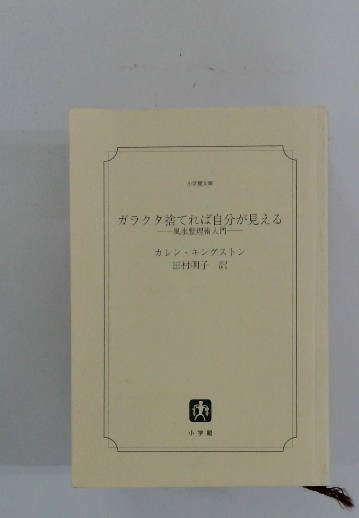 小学館文庫
ガラクタ捨てれば自分が見える
——風水整理術入門——
カレン・キングストン
田村明子 訳
小学館